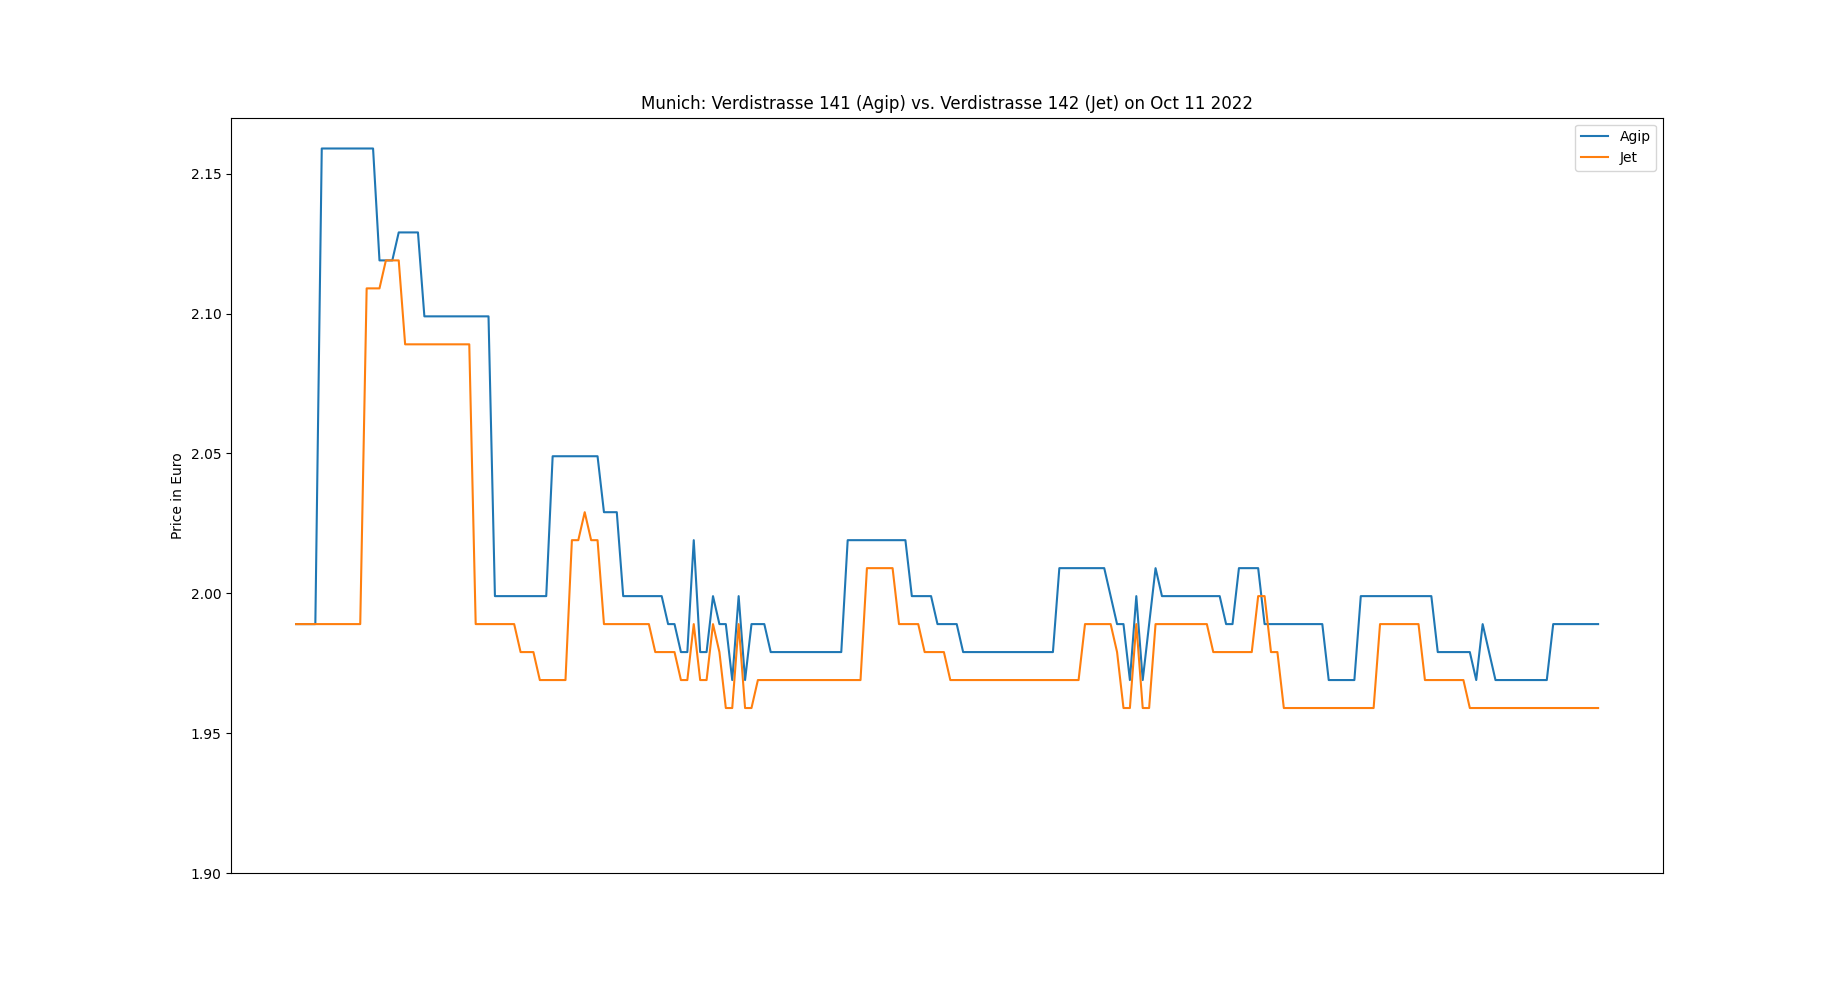 Munich: Verdistrasse 141 (Agip) vs. Verdistrasse 142 (Jet) on Oct 11 2022
Agip
Jet
2.15
2.10
2.05
2.00
1.95
1.90
Price in Euro